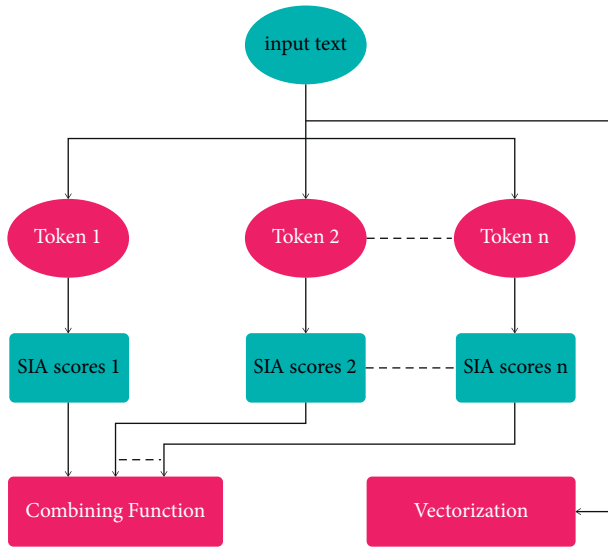 input text
Token 1
Token 2
Token n
SIA scores 1
SIA scores 2
SIA scores n
Combining Function
Vectorization